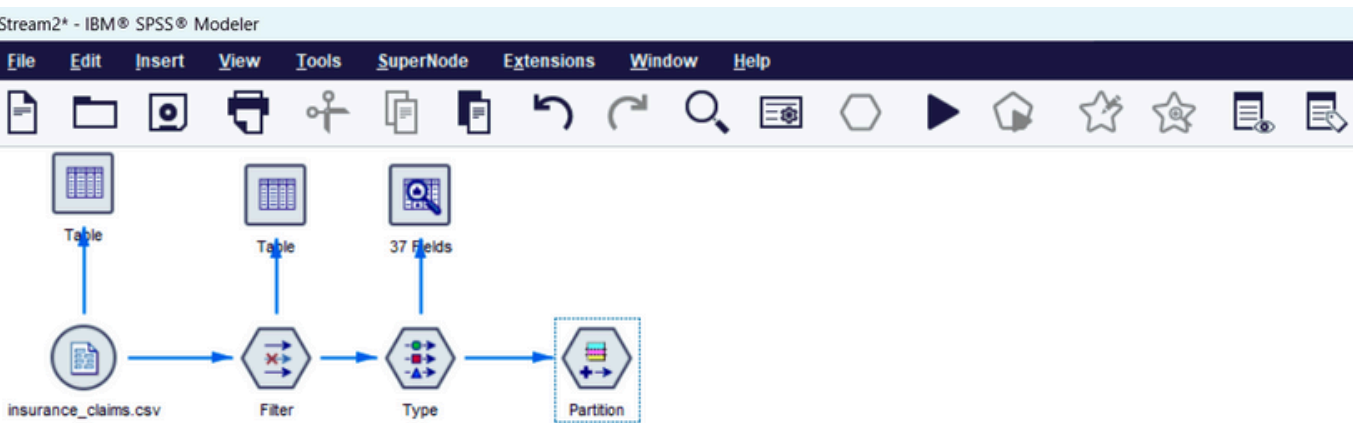 Stream2* - IBM® SPSS® Modeler
File Edit Insert View Tools SuperNode Extensions Window Help
Table
Table
37 Fields
insurance_claims.csv
Filter
Type
Partition